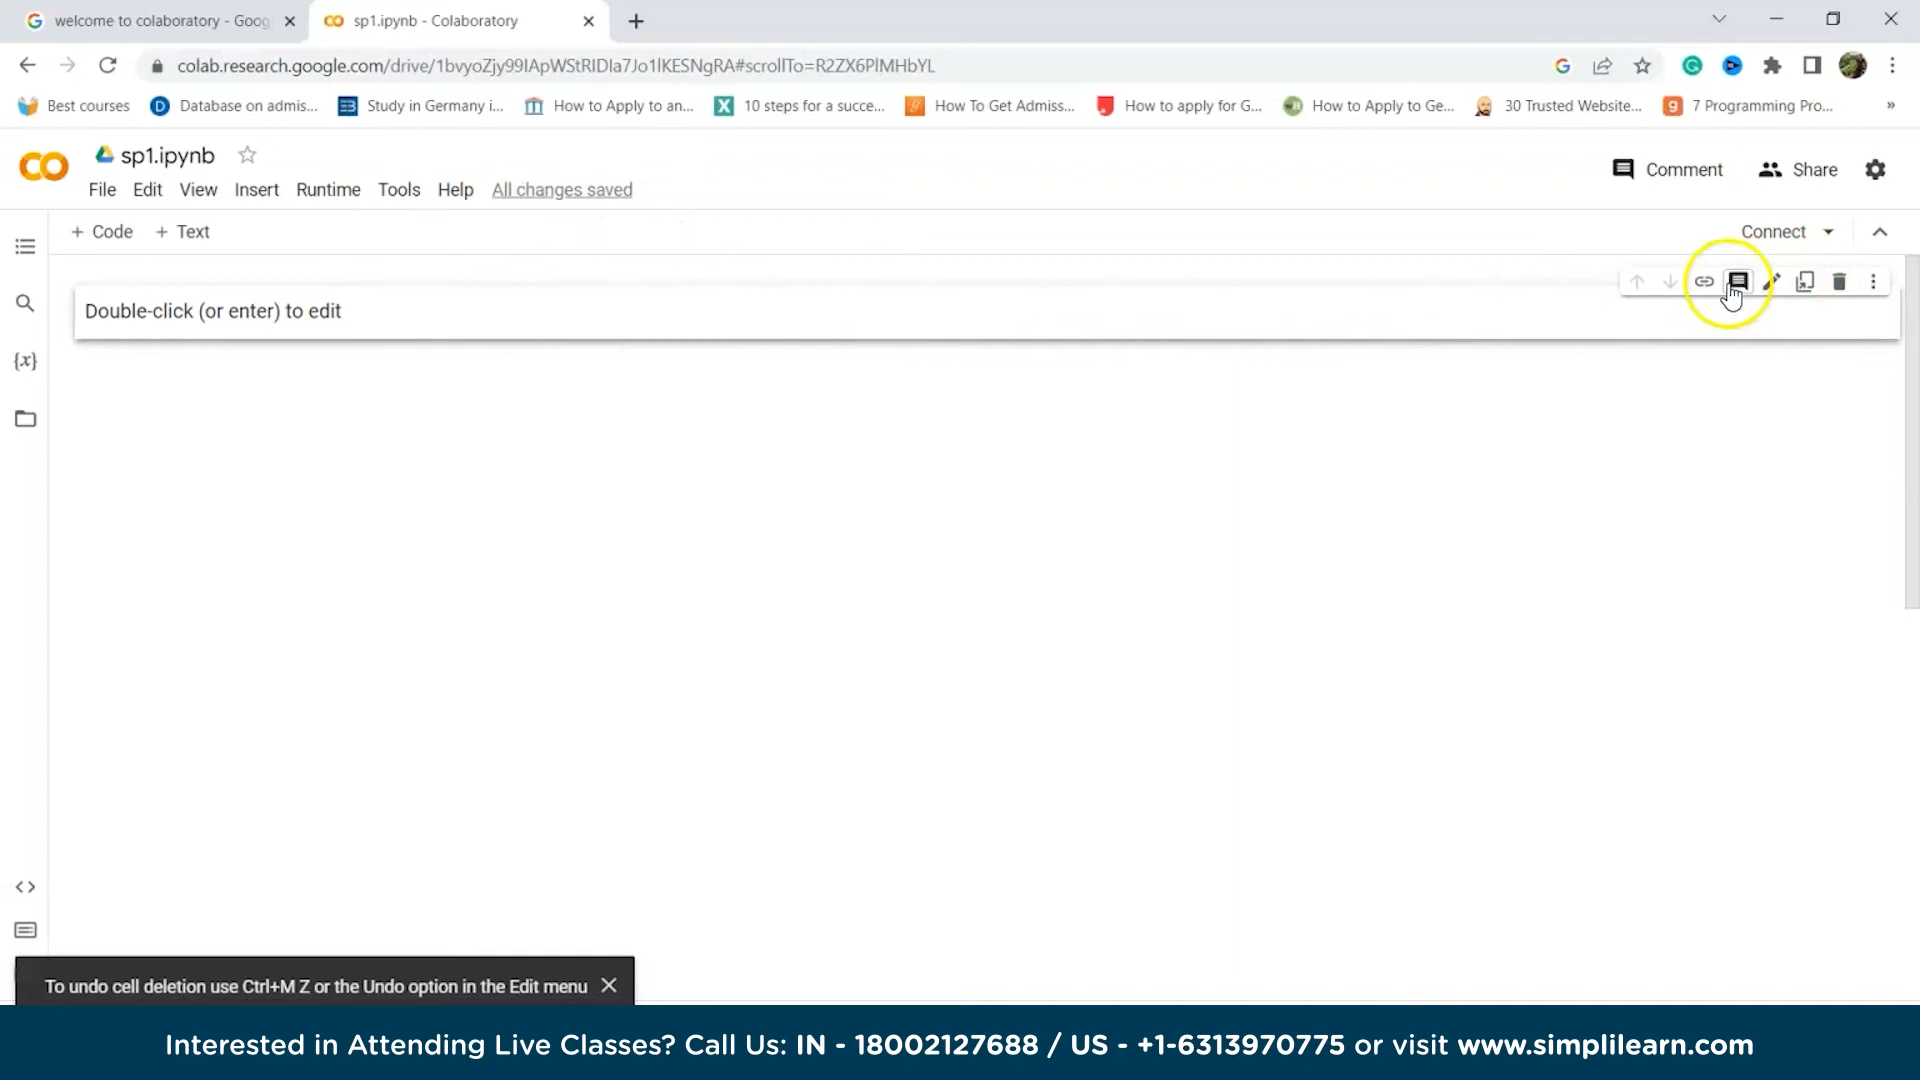 welcome to colaboratory - Goog
sp1.ipynb - Colaboratory
colab.research.google.com/drive/1bvyoZjy99IApWStRIDIa7Jo1lKESNgRA#scrollTo=R2ZX6PlMHbYL
Best courses
Database on admis...
Study in Germany i...
How to Apply to an...
10 steps for a succe...
How To Get Admiss...
How to apply for G...
How to Apply to Ge...
30 Trusted Website...
7 Programming Pro...
sp1.ipynb
Comment
Share
File Edit View Insert Runtime Tools Help All changes saved
+ Code + Text
Connect
Double-click (or enter) to edit
{x}
To undo cell deletion use Ctrl+M Z or the Undo option in the Edit menu
Interested in Attending Live Classes? Call Us: IN - 18002127688 / US - +1-6313970775 or visit www.simplilearn.com